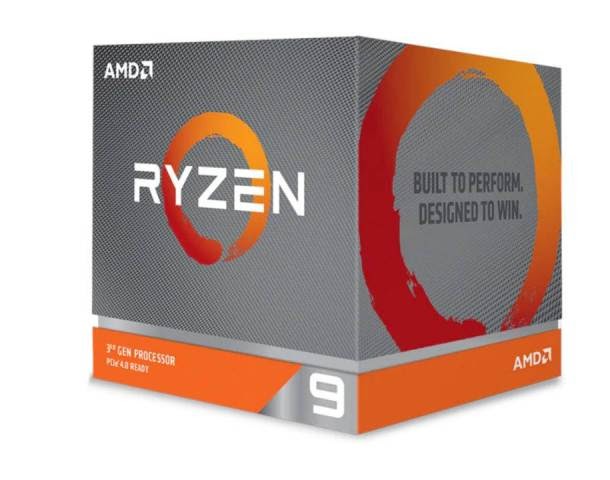 AMD
RYZEN
3RD GEN PROCESSOR
PCIe® 4.0 READY
9
BUILT TO PERFORM.
DESIGNED TO WIN.
AMD